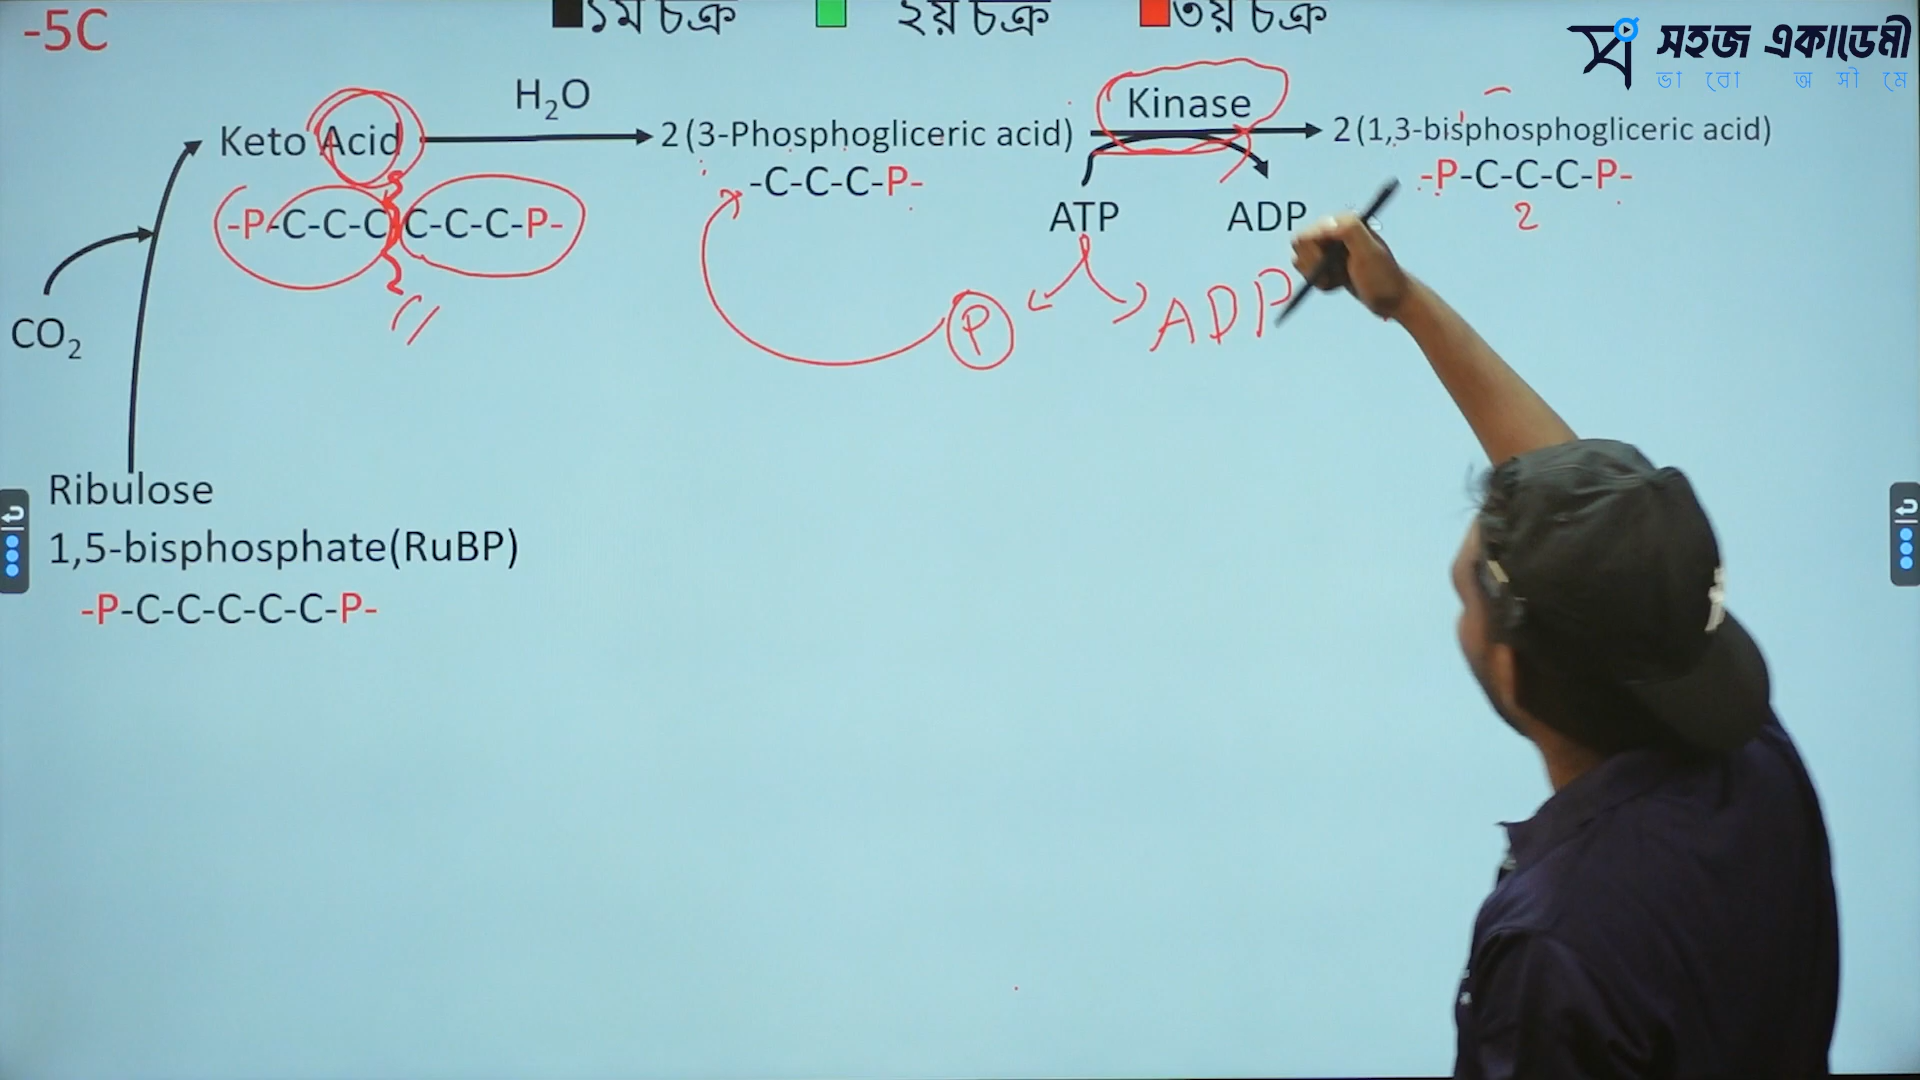 -5C
১ম চক্র
২য় চক্র
৩য় চক্র
সহজ একাডেমী
ভাবো অসীমে
H₂O
Kinase
Keto Acid
2(3-Phosphogliceric acid)
2(1,3-bisphosphogliceric acid)
-C-C-C-P-
-P-C-C-C-P-
2
-P-C-C-C C-C-C-P-
ATP
ADP
P
ADP
CO₂
Ribulose
1,5-bisphosphate(RuBP)
-P-C-C-C-C-C-P-